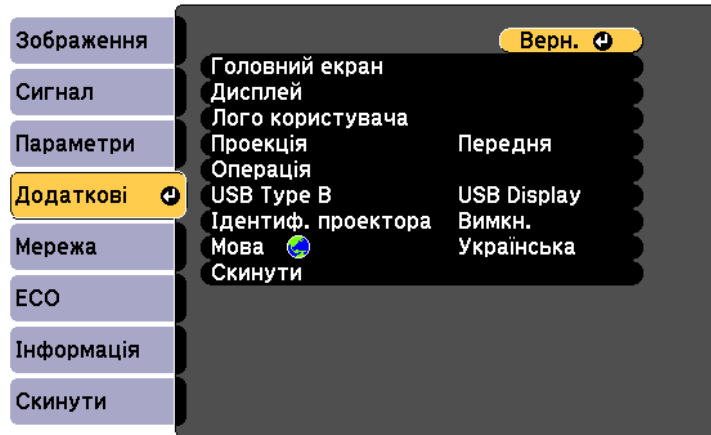 Зображення
Сигнал
Параметри
Додаткові
Мережа
ECO
Інформація
Скинути
Верн.
Головний екран
Дисплей
Лого користувача
Проекція Передня
Операція
USB Type B USB Display
Ідентиф. проектора Вимкн.
Мова Українська
Скинути